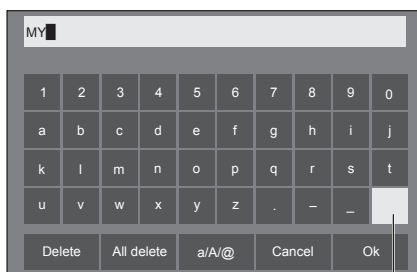 MY
1 2 3 4 5 6 7 8 9 0
a b c d e f g h i j
k l m n o p q r s t
u v w x y z . – _
Delete All delete a/A/@ Cancel Ok